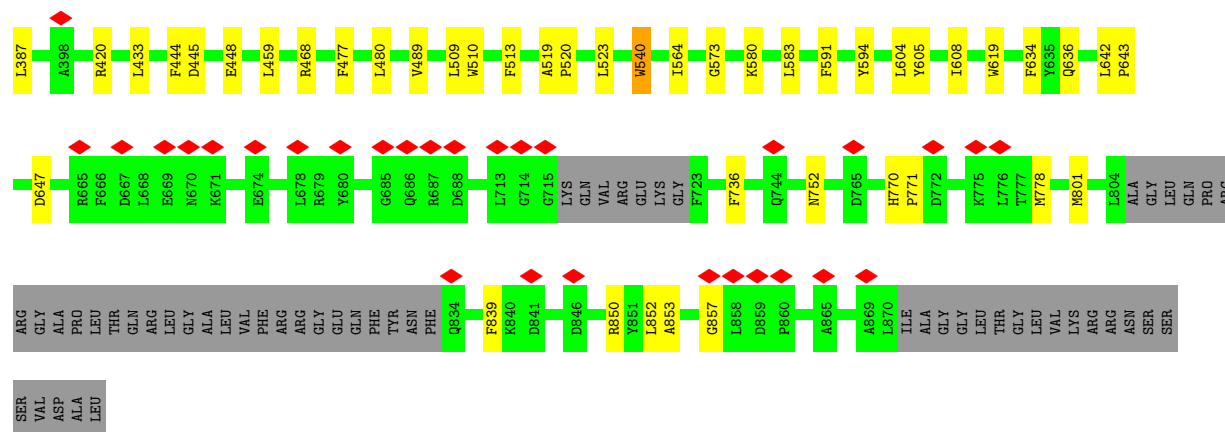 L387 A398 R420 L433 F444 D445 E448 L459 R468 F477 L480 V489 L509 W510 F513 A519 P520 L523 W540 I564 G573 K580 L583 F591 Y594 L604 Y605 I608 W619 F634 Y635 Q636 L642 P643
D647 R665 F666 D667 L668 E669 N670 K671 E674 L678 R679 Y680 G685 Q686 R687 D688 L713 G714 G715 LYS GLN VAL ARG GLU LYS GLY F723 F736 Q744 N752 D765 H770 P771 D772 K775 L776 T777 M778 M801 L804 ALA GLY LEU GLN PRO ARG
ARG GLY ALA PRO LEU THR GLN ARG LEU GLY ALA LEU VAL PHE ARG ARG GLY GLU GLN PHE TYR ASN PHE Q834 F839 K840 D841 D846 R850 Y851 L852 A853 G857 L858 D859 P860 A865 A869 L870 ILE ALA GLY GLY LEU THR GLY LEU VAL LYS ARG ARG ASN SER SER
SER VAL ASP ALA LEU